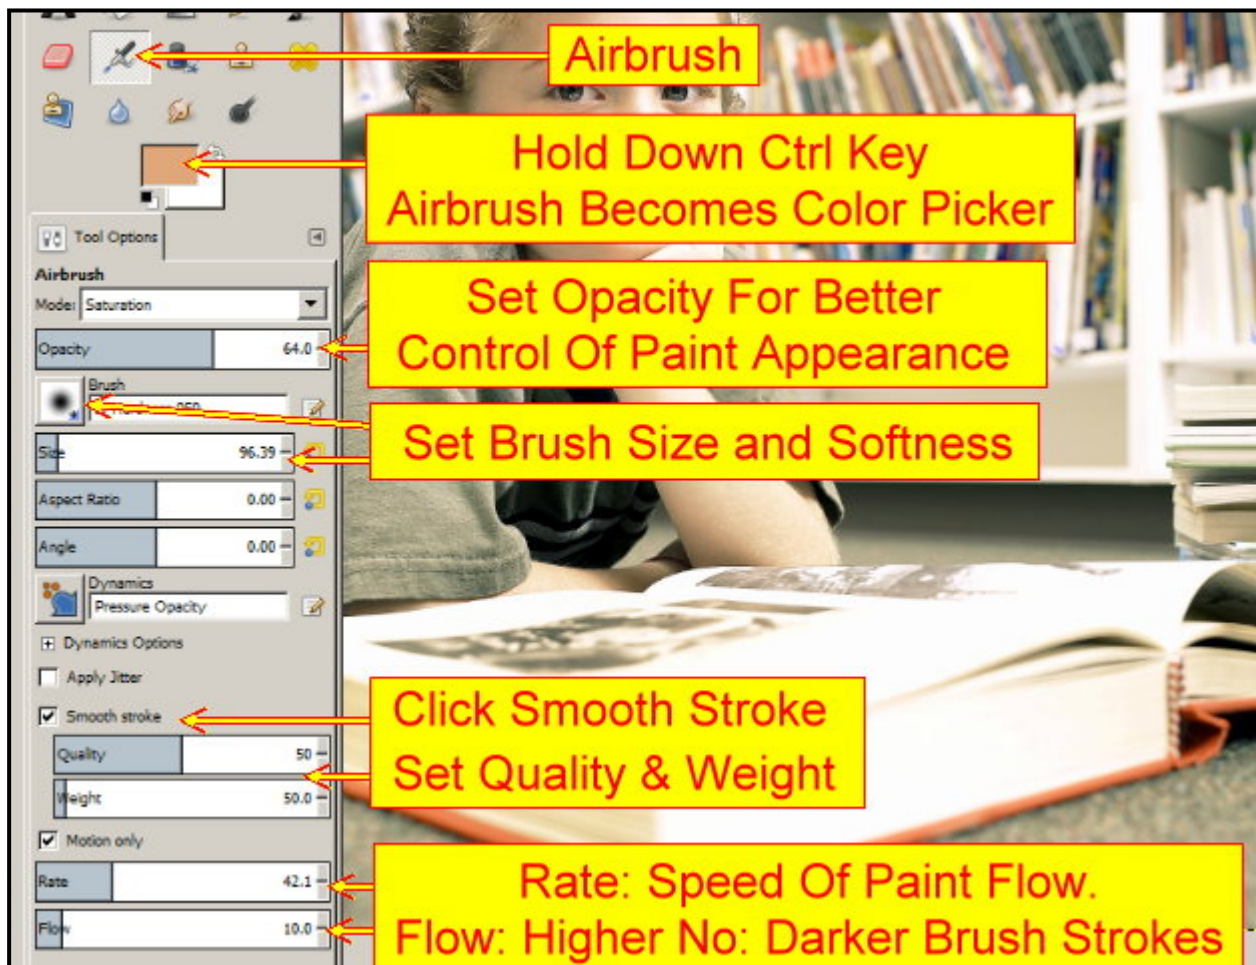 Airbrush
Hold Down Ctrl Key
Airbrush Becomes Color Picker
Tool Options
Airbrush
Mode: Saturation
Opacity 64.0
Set Opacity For Better
Control Of Paint Appearance
Brush
Set Brush Size and Softness
Size 96.39
Aspect Ratio 0.00
Angle 0.00
Dynamics
Pressure Opacity
Dynamics Options
Apply Jitter
Smooth stroke
Click Smooth Stroke
Set Quality & Weight
Quality 50
Weight 50.0
Motion only
Rate 42.1
Flow 10.0
Rate: Speed Of Paint Flow.
Flow: Higher No: Darker Brush Strokes